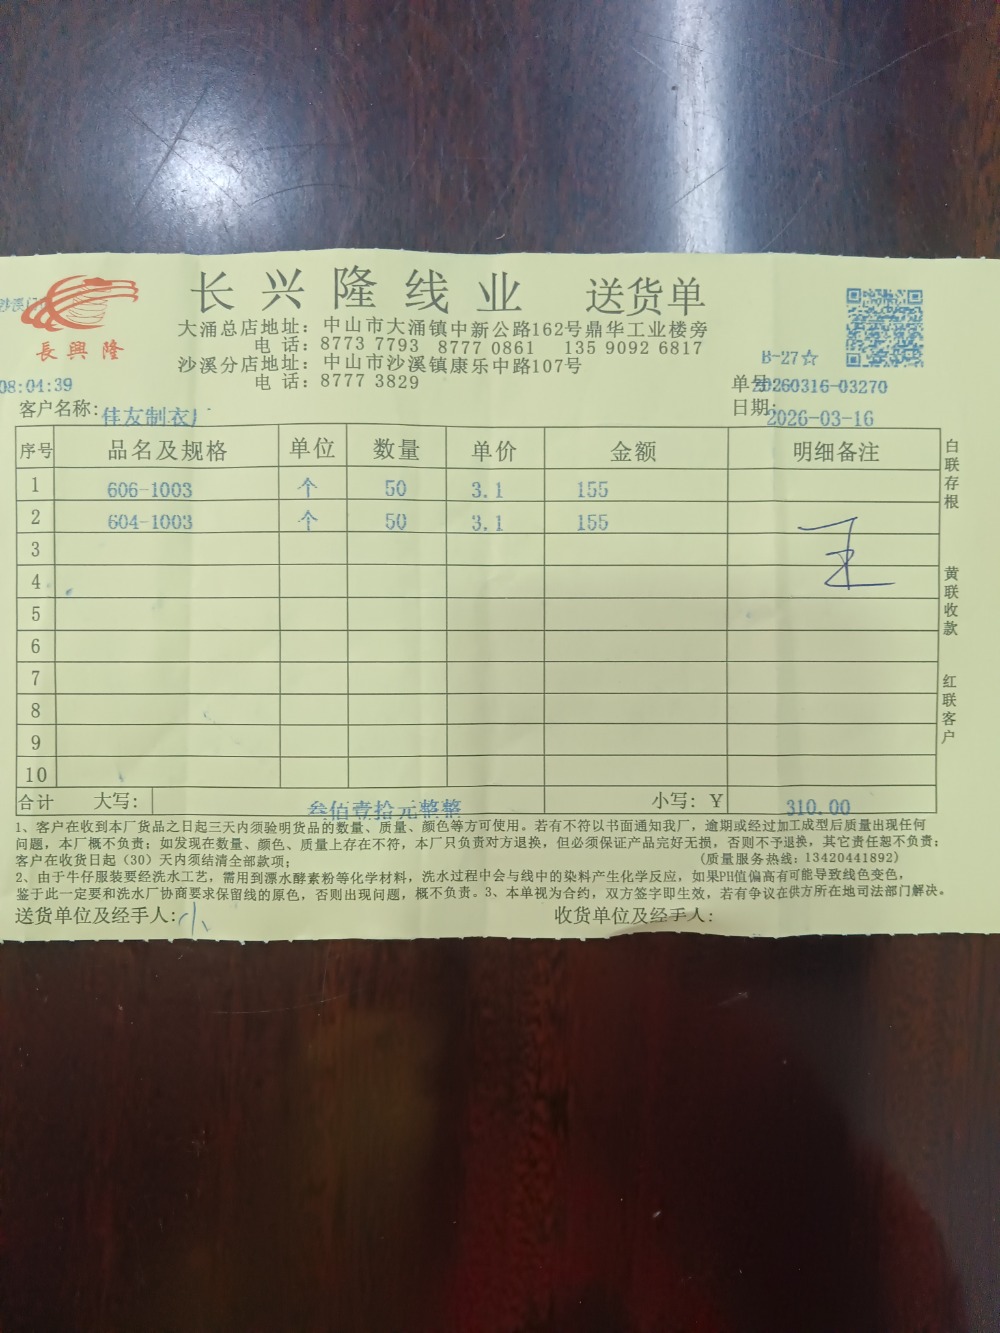 长兴隆线业 送货单
長興隆
大涌总店地址：中山市大涌镇中新公路162号鼎华工业楼旁
电 话：8773 7793 8777 0861 135 9092 6817
沙溪分店地址：中山市沙溪镇康乐中路107号
电 话：8777 3829
B-27☆
08:04:39
单号 20260316-03270
客户名称：佳友制衣厂
日期：2026-03-16
序号 品名及规格 单位 数量 单价 金额 明细备注
1 606-1003 个 50 3.1 155
2 604-1003 个 50 3.1 155
3
4
5
6
7
8
9
10
合计 大写：叁佰壹拾元整整 小写：Y 310.00
白联存根
黄联收款
红联客户
1、客户在收到本厂货品之日起三天内须验明货品的数量、质量、颜色等方可使用。若有不符以书面通知我厂，逾期或经过加工成型后质量出现任何
问题，本厂概不负责；如发现在数量、颜色、质量上存在不符，本厂只负责对方退换，但必须保证产品完好无损，否则不予退换，其它责任恕不负责；
客户在收货日起（30）天内须结清全部款项； （质量服务热线：13420441892）
2、由于牛仔服装要经洗水工艺，需用到漂水酵素粉等化学材料，洗水过程中会与线中的染料产生化学反应，如果PH值偏高有可能导致线色变色，
鉴于此一定要和洗水厂协商要求保留线的原色，否则出现问题，概不负责。3、本单视为合约，双方签字即生效，若有争议在供方所在地司法部门解决。
送货单位及经手人：小 收货单位及经手人：